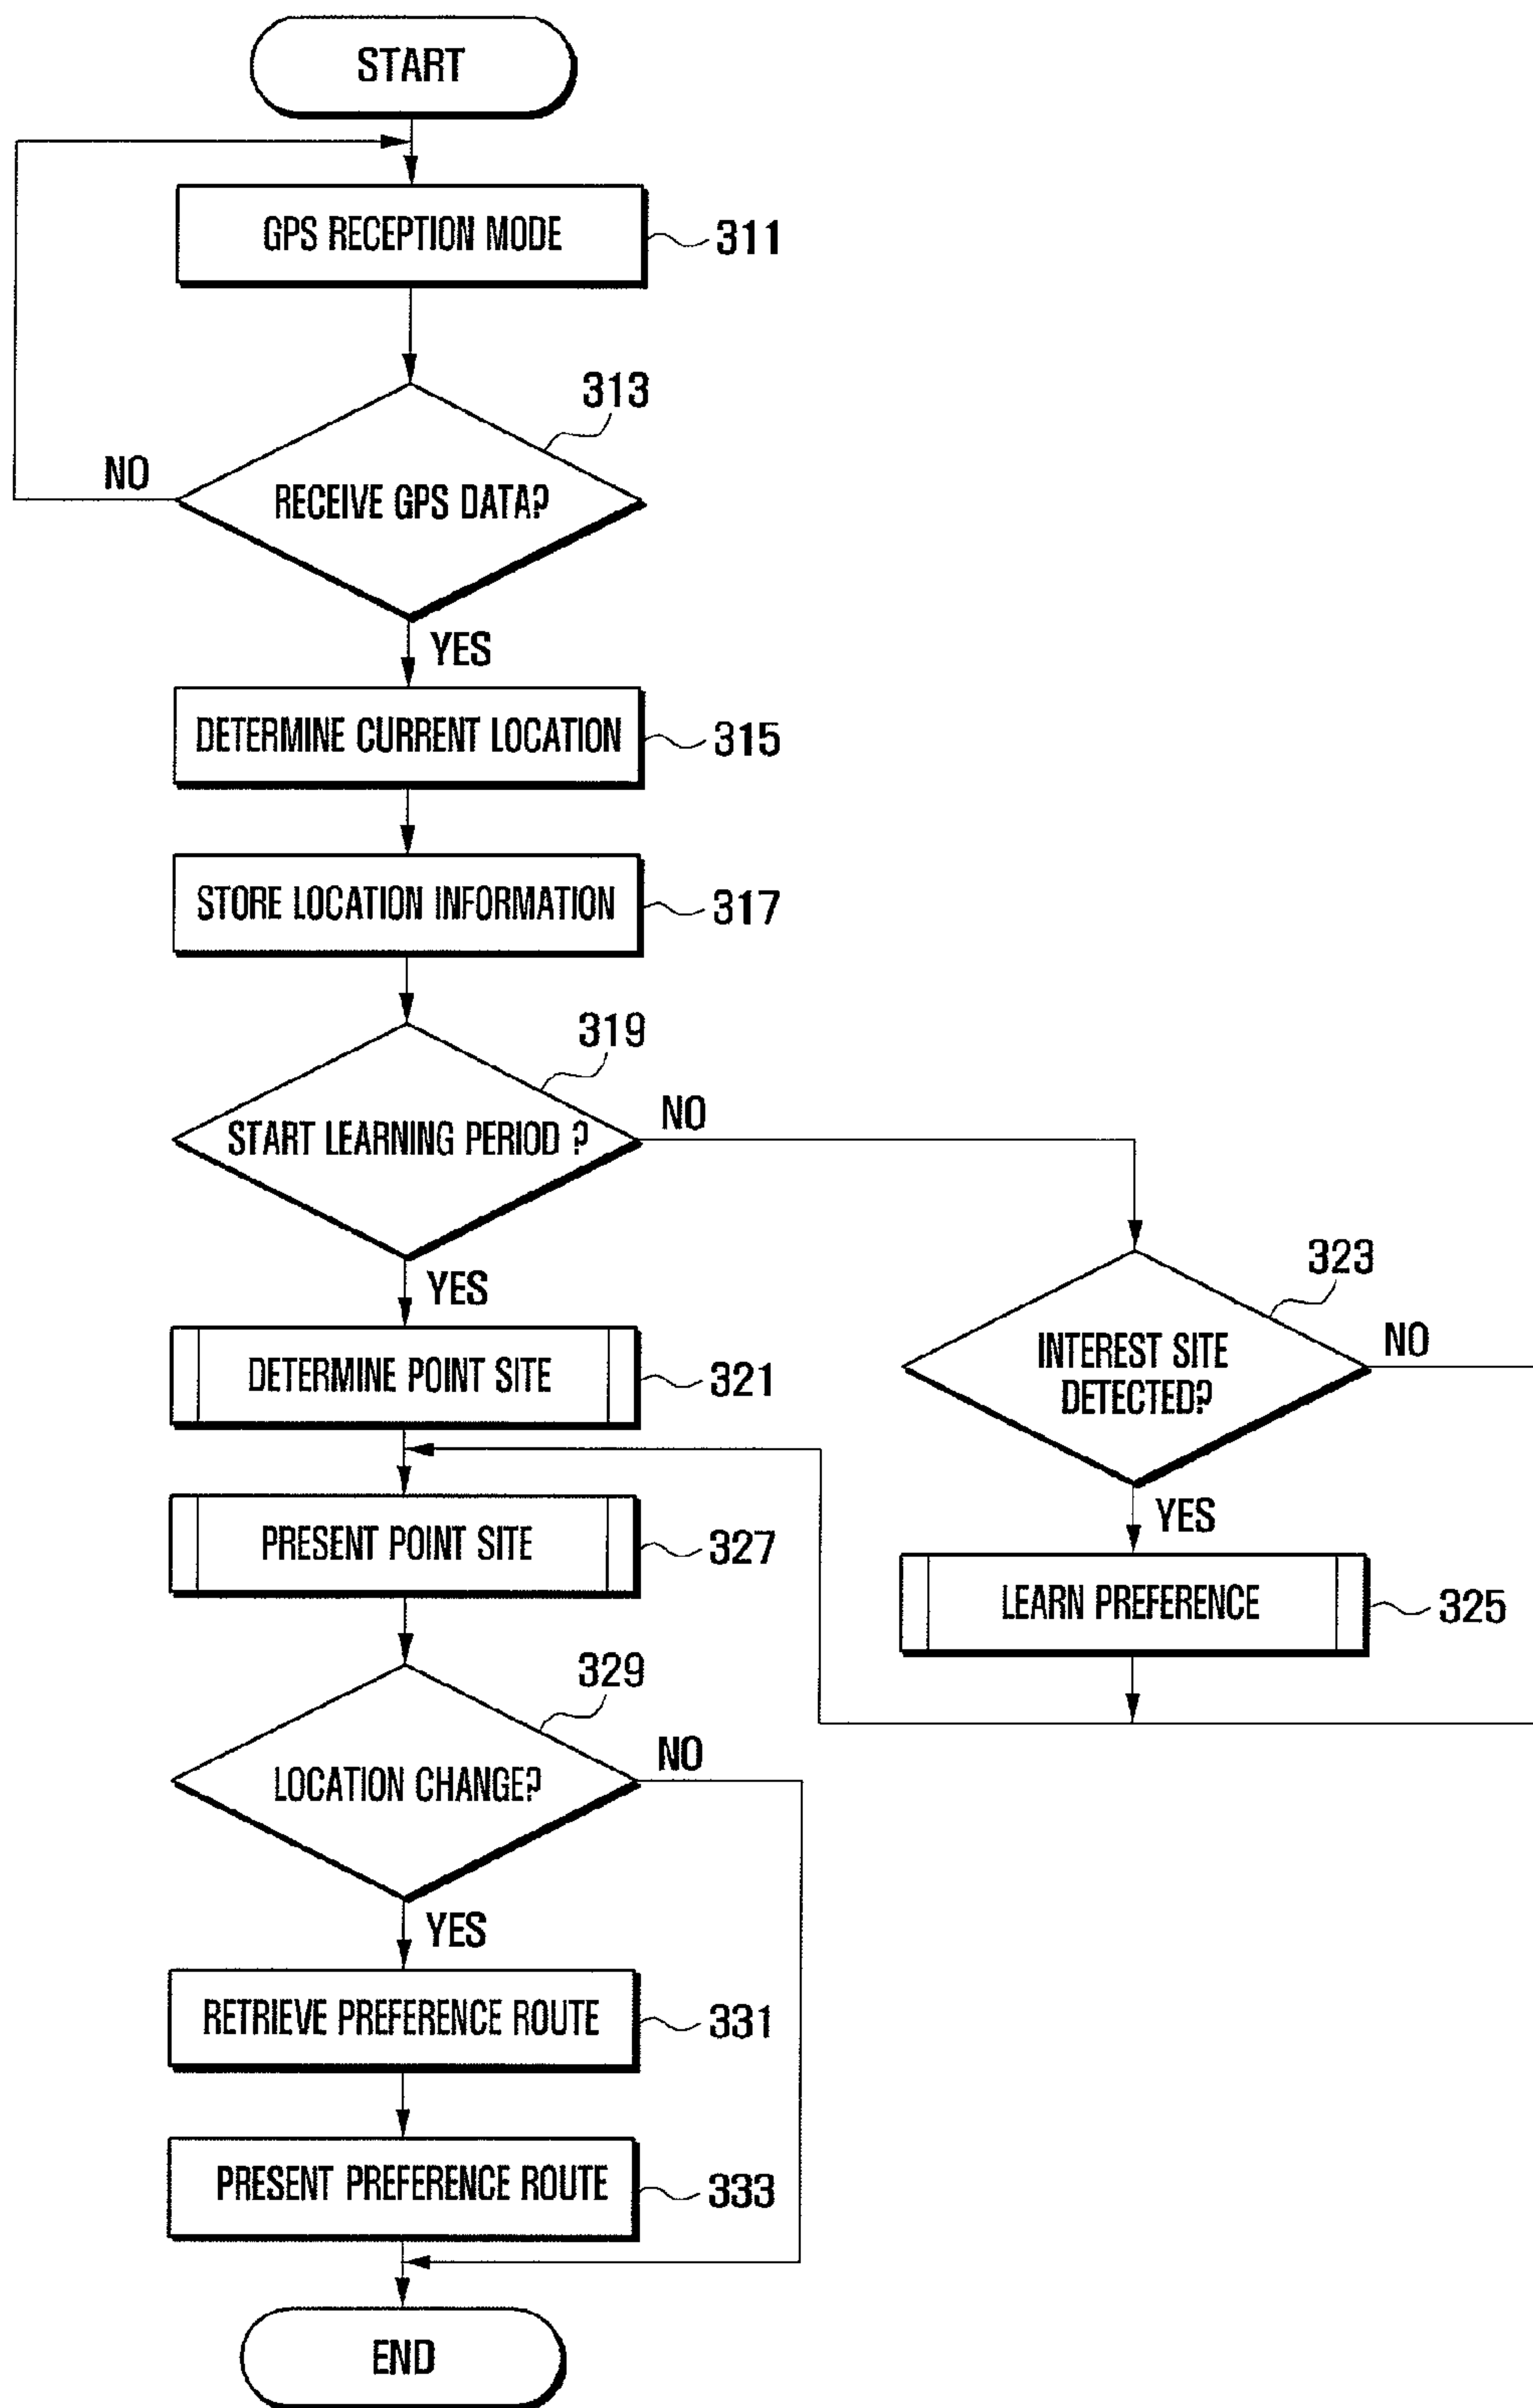 START
GPS RECEPTION MODE
311
313
RECEIVE GPS DATA?
NO
YES
DETERMINE CURRENT LOCATION
315
STORE LOCATION INFORMATION
317
319
START LEARNING PERIOD ?
NO
YES
323
INTEREST SITE
DETECTED?
NO
YES
DETERMINE POINT SITE
321
PRESENT POINT SITE
327
LEARN PREFERENCE
325
329
LOCATION CHANGE?
NO
YES
RETRIEVE PREFERENCE ROUTE
331
PRESENT PREFERENCE ROUTE
333
END